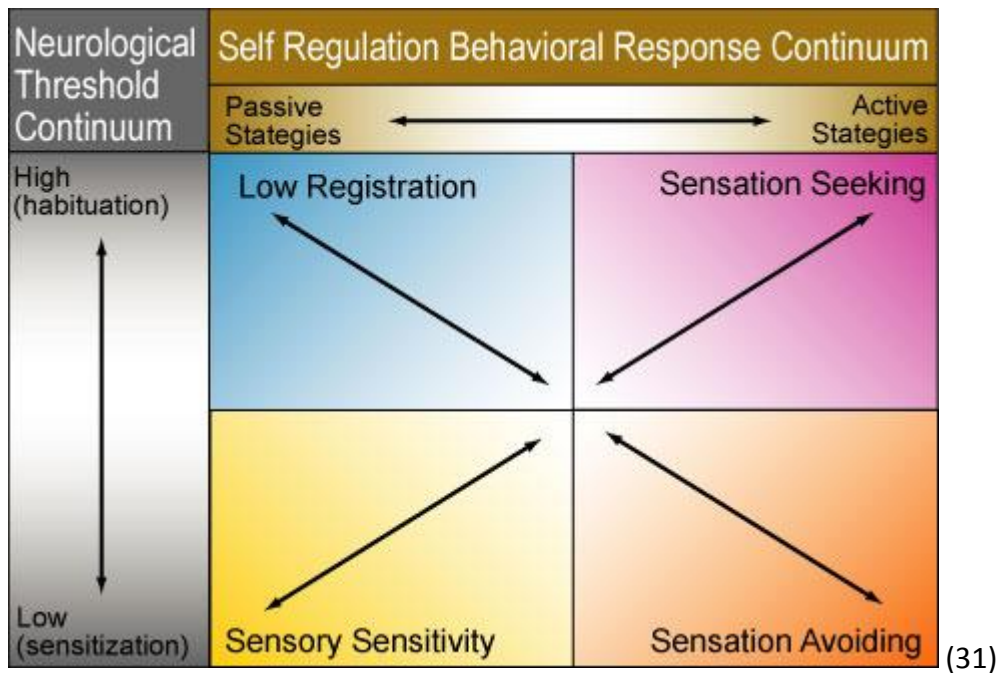 Neurological
Threshold
Continuum
Self Regulation Behavioral Response Continuum
Passive
Stategies
Active
Stategies
High
(habituation)
Low Registration
Sensation Seeking
Low
(sensitization)
Sensory Sensitivity
Sensation Avoiding
(31)